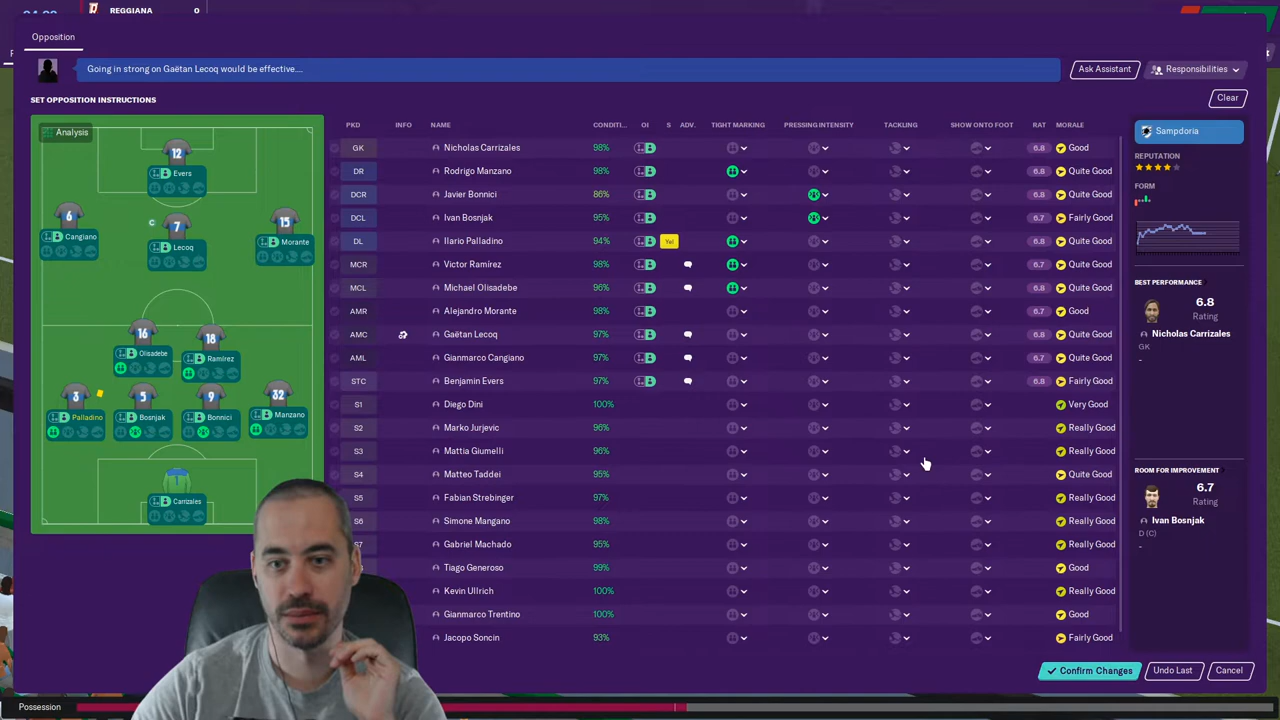 REGGIANA 0
Opposition
Going in strong on Gaëtan Lecoq would be effective....
Ask Assistant
Responsibilities
SET OPPOSITION INSTRUCTIONS
Clear
Analysis
12
Evers
6
Cangiano
C
7
Lecoq
15
Morante
16
Olisadebe
18
Ramírez
3
Palladino
5
Bosnjak
9
Bonnici
32
Manzano
Carrizales
PKD INFO NAME CONDITI... OI S ADV. TIGHT MARKING PRESSING INTENSITY TACKLING SHOW ONTO FOOT RAT MORALE
GK Nicholas Carrizales 98% 6.8 Good
DR Rodrigo Manzano 98% 6.8 Quite Good
DCR Javier Bonnici 86% 6.8 Quite Good
DCL Ivan Bosnjak 95% 6.7 Fairly Good
DL Ilario Palladino 94% Yel 6.8 Quite Good
MCR Victor Ramírez 98% 6.7 Quite Good
MCL Michael Olisadebe 96% 6.8 Quite Good
AMR Alejandro Morante 98% 6.8 Good
AMC Gaëtan Lecoq 97% 6.8 Quite Good
AML Gianmarco Cangiano 97% 6.7 Quite Good
STC Benjamin Evers 97% 6.8 Fairly Good
S1 Diego Dini 100% Very Good
S2 Marko Jurjevic 96% Really Good
S3 Mattia Giumelli 96% Really Good
S4 Matteo Taddei 95% Quite Good
S5 Fabian Strebinger 97% Really Good
S6 Simone Mangano 98% Really Good
S7 Gabriel Machado 95% Really Good
Tiago Generoso 99% Good
Kevin Ullrich 100% Really Good
Gianmarco Trentino 100% Good
Jacopo Soncin 93% Fairly Good
Sampdoria
REPUTATION
FORM
BEST PERFORMANCE
6.8
Rating
Nicholas Carrizales
GK
-
ROOM FOR IMPROVEMENT
6.7
Rating
Ivan Bosnjak
D (C)
-
Confirm Changes
Undo Last
Cancel
Possession